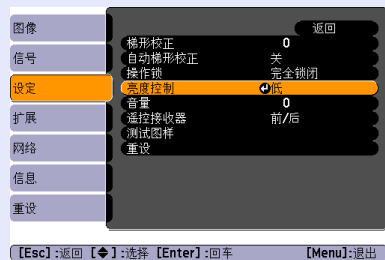 图像
信号
设定
扩展
网络
信息
重设
返回
梯形校正 0
自动梯形校正 关
操作锁 完全锁闭
亮度控制 低
音量 0
遥控接收器 前/后
测试图样
重设
[Esc]:返回 [◆]:选择 [Enter]:回车 [Menu]:退出